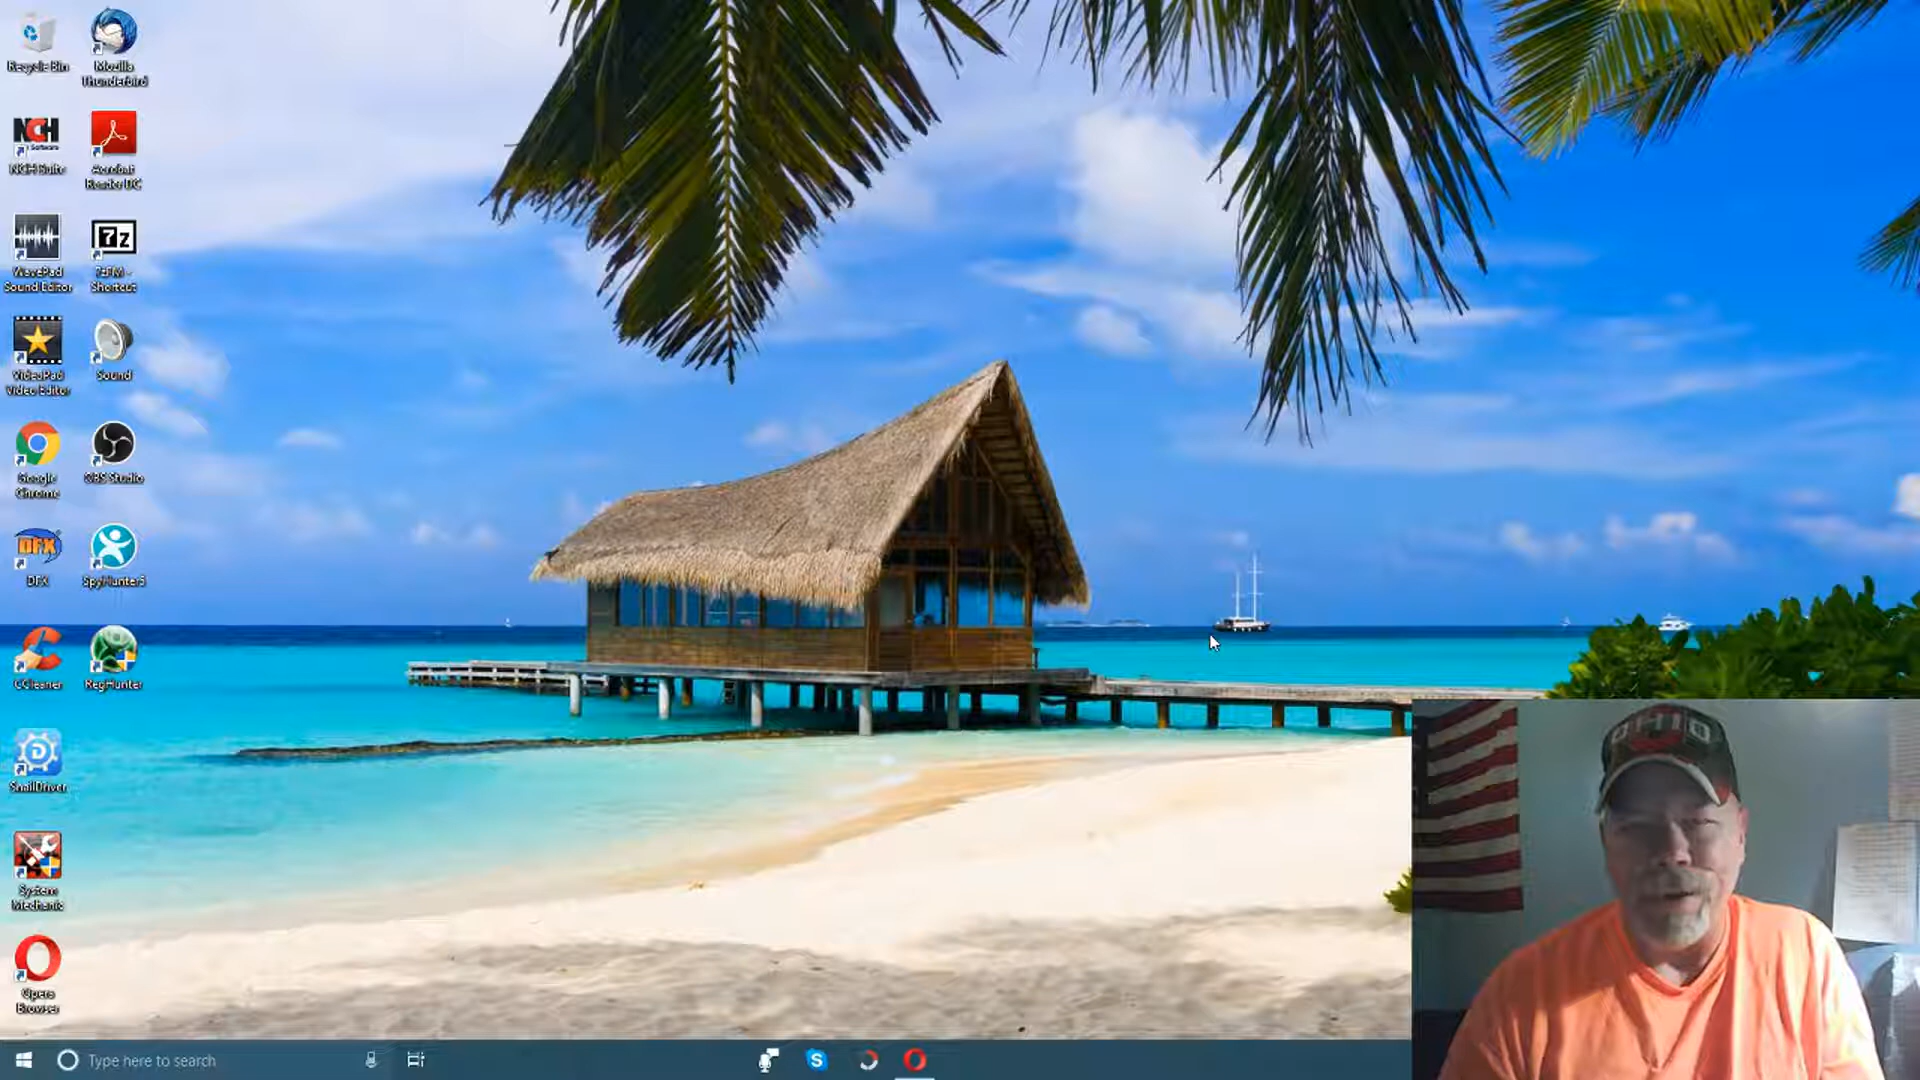 Recycle Bin
Mozilla
Thunderbird
NCH
Software
NCH Suite
Acrobat
Reader DC
WavePad
Sound Editor
7z
7zFM -
Shortcut
VideoPad
Video Editor
Sound
Google
Chrome
OBS Studio
DFX
DFX
SpyHunter5
CCleaner
RegHunter
D
SnailDriver
System
Mechanic
Opera
Browser
OHIO
Type here to search
S